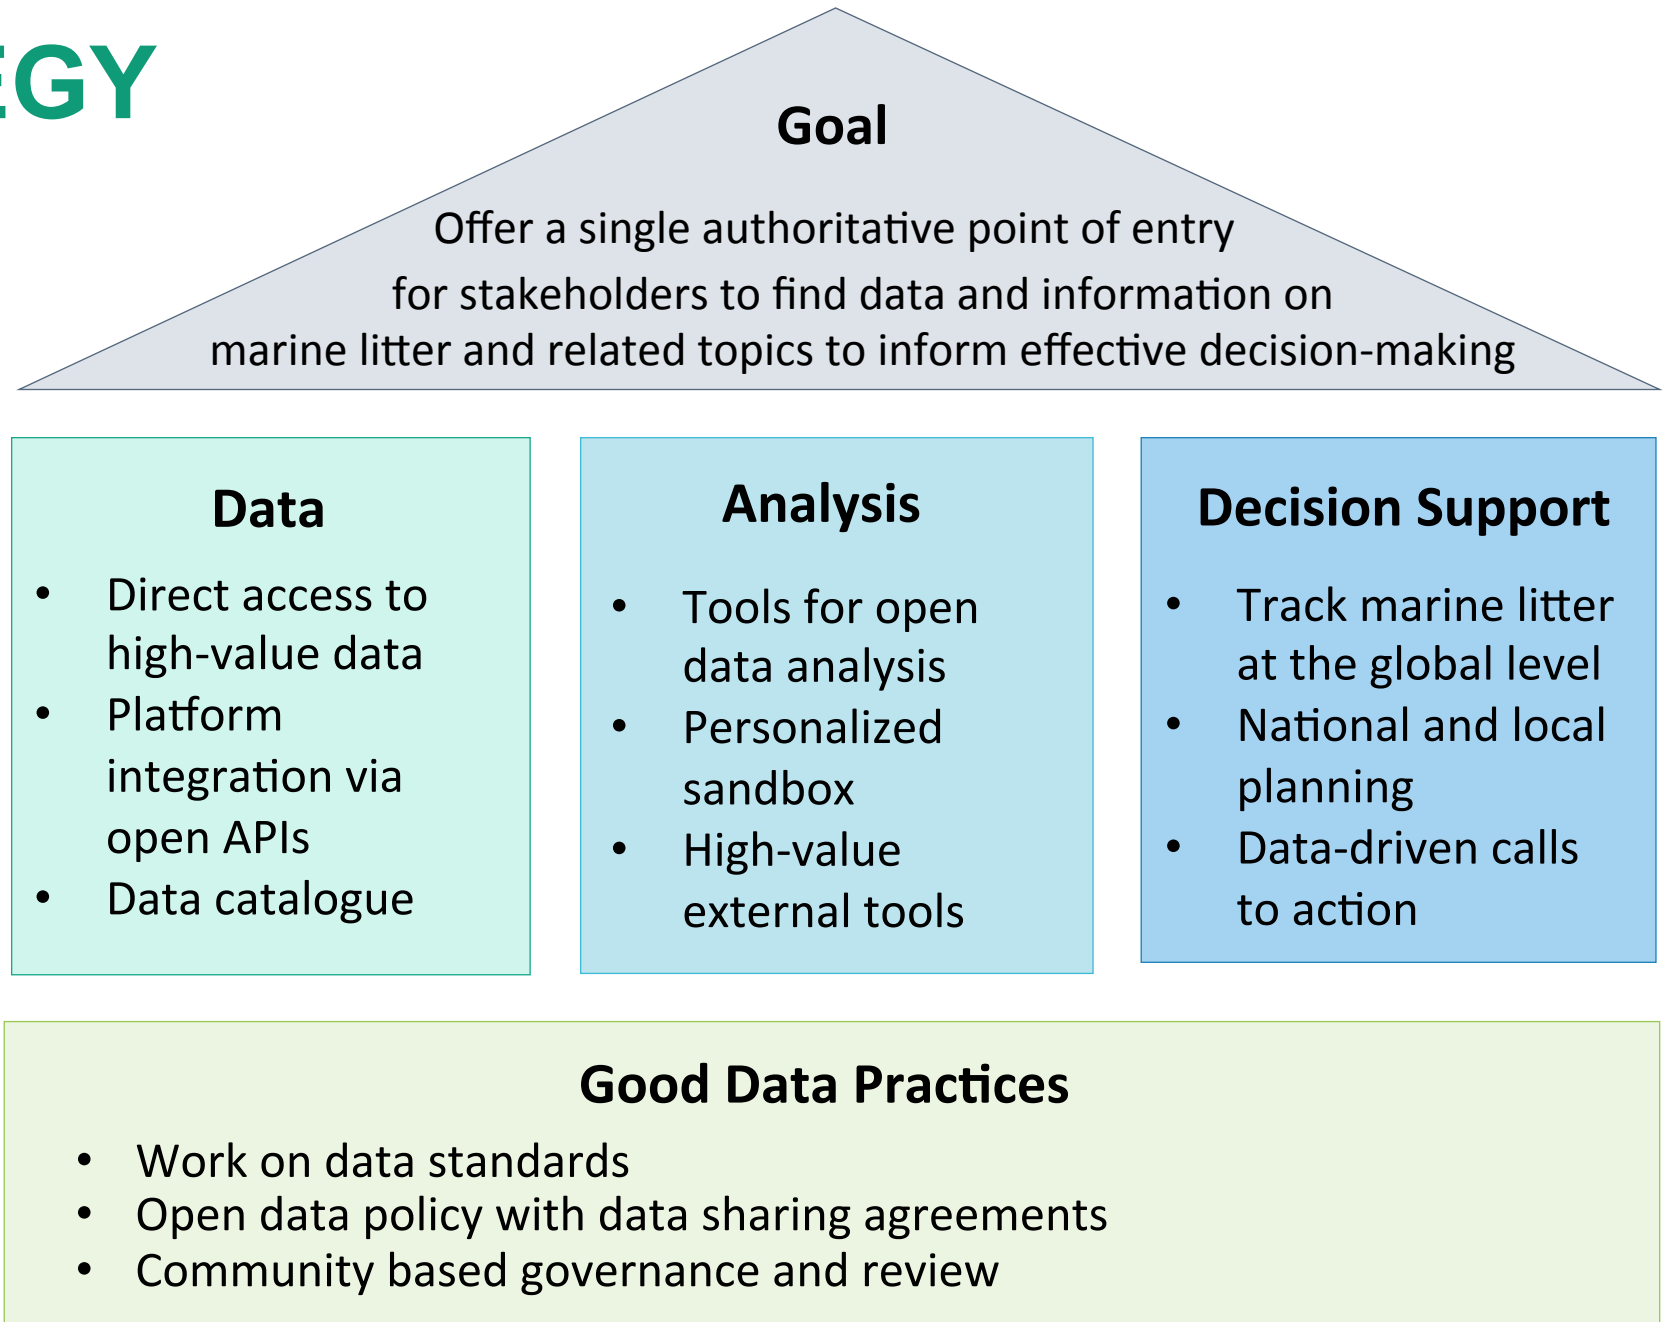 EGY
Goal
Offer a single authoritative point of entry
for stakeholders to find data and information on
marine litter and related topics to inform effective decision-making
Data
• Direct access to
high-value data
• Platform
integration via
open APIs
• Data catalogue
Analysis
• Tools for open
data analysis
• Personalized
sandbox
• High-value
external tools
Decision Support
• Track marine litter
at the global level
• National and local
planning
• Data-driven calls
to action
Good Data Practices
• Work on data standards
• Open data policy with data sharing agreements
• Community based governance and review